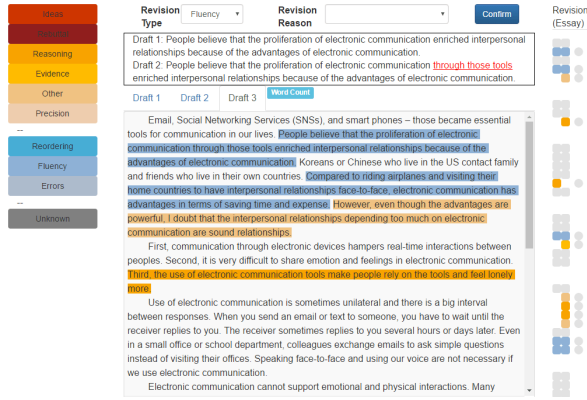 Ideas
Reasoning
Evidence
Other
Precision
--
Reordering
Fluency
Errors
--
Unknown
Revision Type
Fluency
Revision Reason
Confirm
Draft 1: People believe that the proliferation of electronic communication enriched interpersonal
relationships because of the advantages of electronic communication.
Draft 2: People believe that the proliferation of electronic communication through those tools
enriched interpersonal relationships because of the advantages of electronic communication.
Draft 1 Draft 2 Draft 3 Word Count
Email, Social Networking Services (SNSs), and smart phones – those became essential
tools for communication in our lives. People believe that the proliferation of electronic
communication through those tools enriched interpersonal relationships because of the
advantages of electronic communication. Koreans or Chinese who live in the US contact family
and friends who live in their own countries. Compared to riding airplanes and visiting their
home countries to have interpersonal relationships face-to-face, electronic communication has
advantages in terms of saving time and expense. However, even though the advantages are
powerful, I doubt that the interpersonal relationships depending too much on electronic
communication are sound relationships.
First, communication through electronic devices hampers real-time interactions between
peoples. Second, it is very difficult to share emotion and feelings in electronic communication.
Third, the use of electronic communication tools make people rely on the tools and feel lonely
more.
Use of electronic communication is sometimes unilateral and there is a big interval
between responses. When you send an email or text to someone, you have to wait until the
receiver replies to you. The receiver sometimes replies to you several hours or days later. Even
in a small office or school department, colleagues exchange emails to ask simple questions
instead of visiting their offices. Speaking face-to-face and using our voice are not necessary if
we use electronic communication.
Electronic communication cannot support emotional and physical interactions. Many
Revision
(Essay)